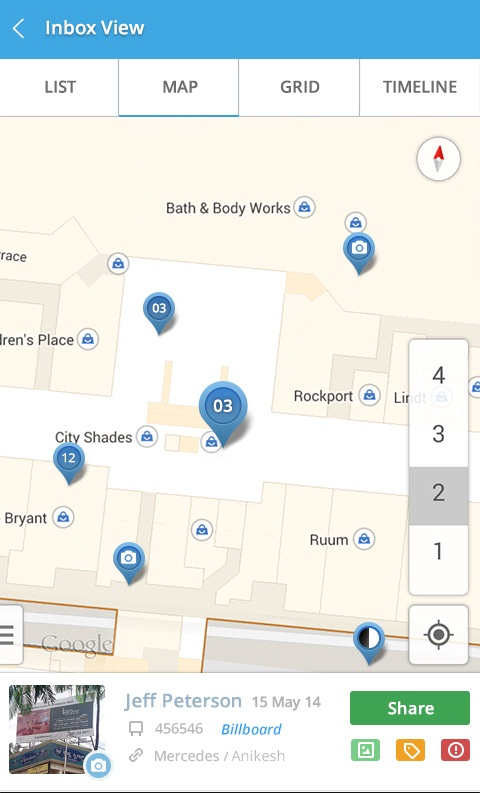 Inbox View
LIST MAP GRID TIMELINE
Bath & Body Works
race
03
dren's Place
4
Rockport
Lindt
03
3
City Shades
12
2
Bryant
Ruum
1
Google
Jeff Peterson 15 May 14
Share
456546 Billboard
Mercedes / Anikesh